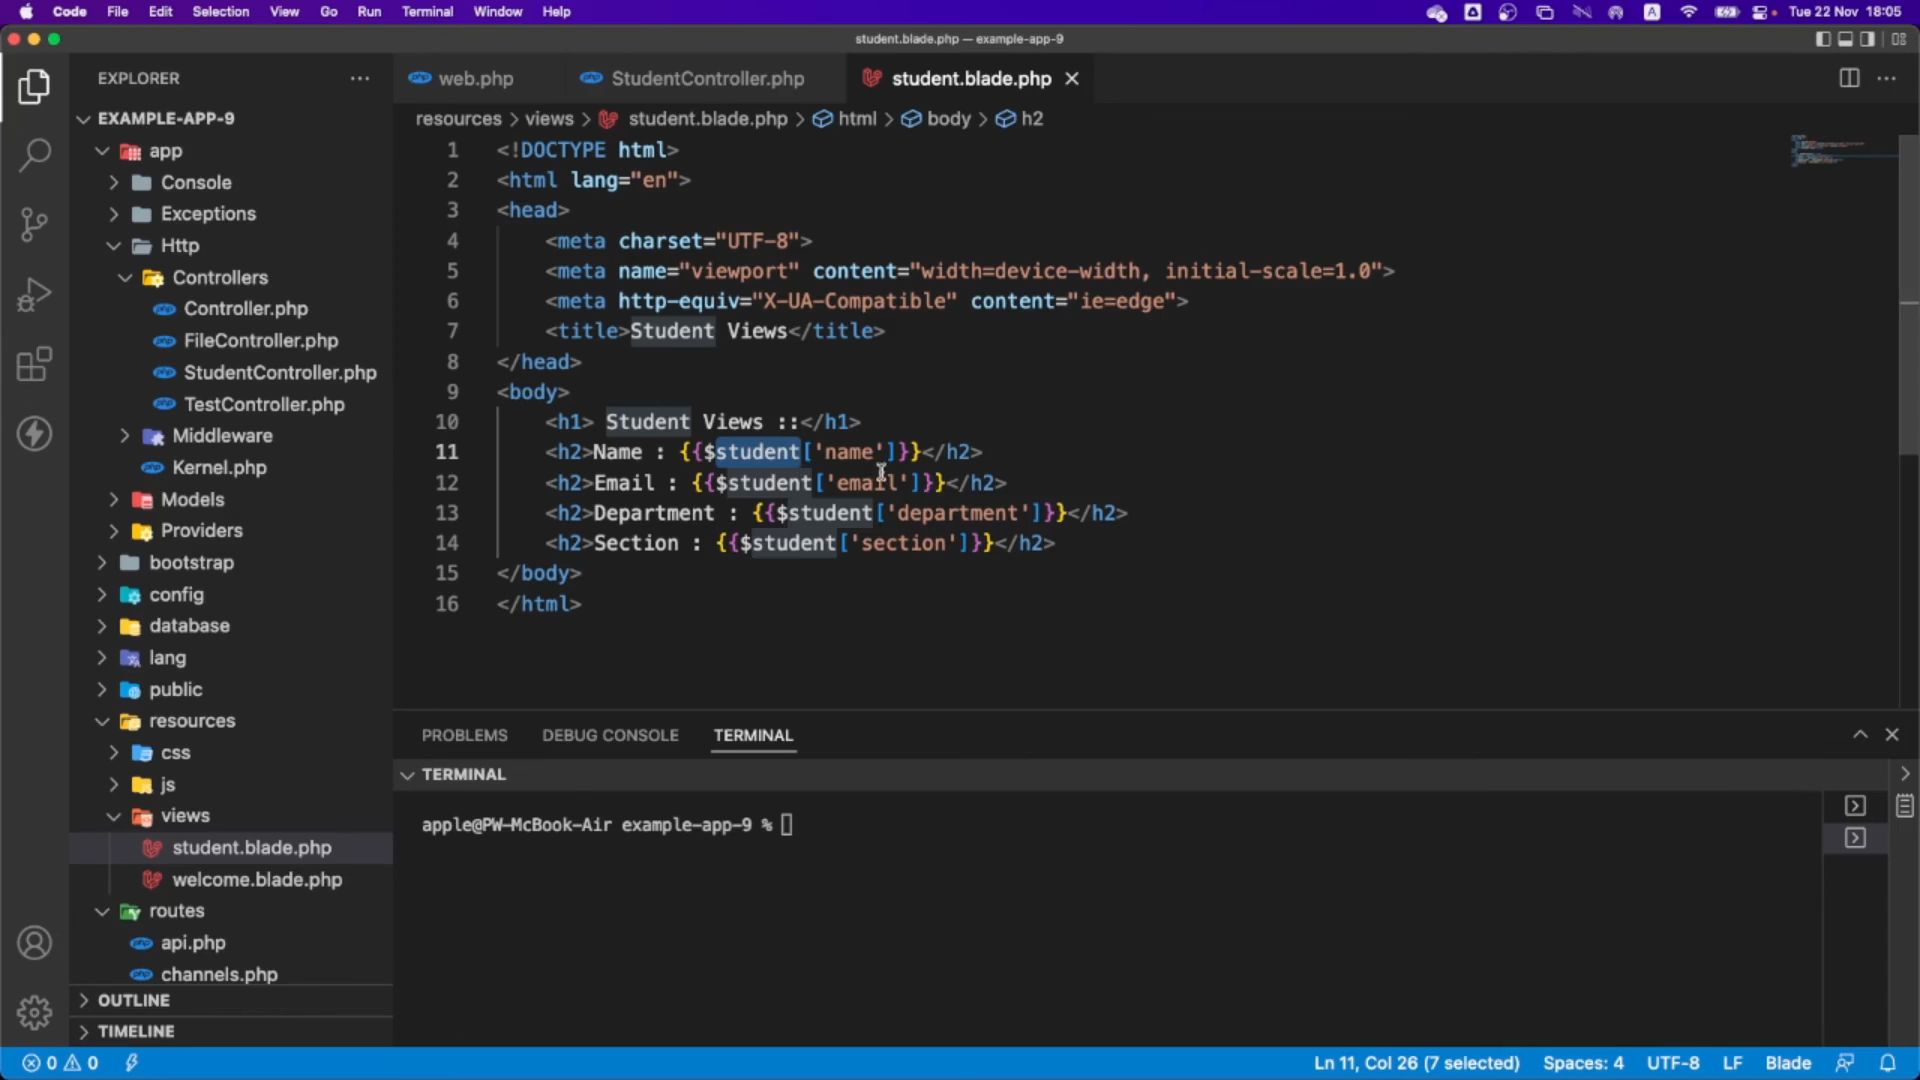 Code File Edit Selection View Go Run Terminal Window Help
A Tue 22 Nov 18:05
student.blade.php — example-app-9
EXPLORER
web.php
StudentController.php
student.blade.php
EXAMPLE-APP-9
resources > views > student.blade.php > html > body > h2
app
Console
Exceptions
Http
Controllers
Controller.php
FileController.php
StudentController.php
TestController.php
Middleware
Kernel.php
Models
Providers
bootstrap
config
database
lang
public
resources
css
js
views
student.blade.php
welcome.blade.php
routes
api.php
channels.php
OUTLINE
TIMELINE
1 <!DOCTYPE html>
2 <html lang="en">
3 <head>
4 <meta charset="UTF-8">
5 <meta name="viewport" content="width=device-width, initial-scale=1.0">
6 <meta http-equiv="X-UA-Compatible" content="ie=edge">
7 <title>Student Views</title>
8 </head>
9 <body>
10 <h1> Student Views ::</h1>
11 <h2>Name : {{$student['name']}}</h2>
12 <h2>Email : {{$student['email']}}</h2>
13 <h2>Department : {{$student['department']}}</h2>
14 <h2>Section : {{$student['section']}}</h2>
15 </body>
16 </html>
PROBLEMS DEBUG CONSOLE TERMINAL
TERMINAL
apple@PW-McBook-Air example-app-9 %
0 0
Ln 11, Col 26 (7 selected) Spaces: 4 UTF-8 LF Blade